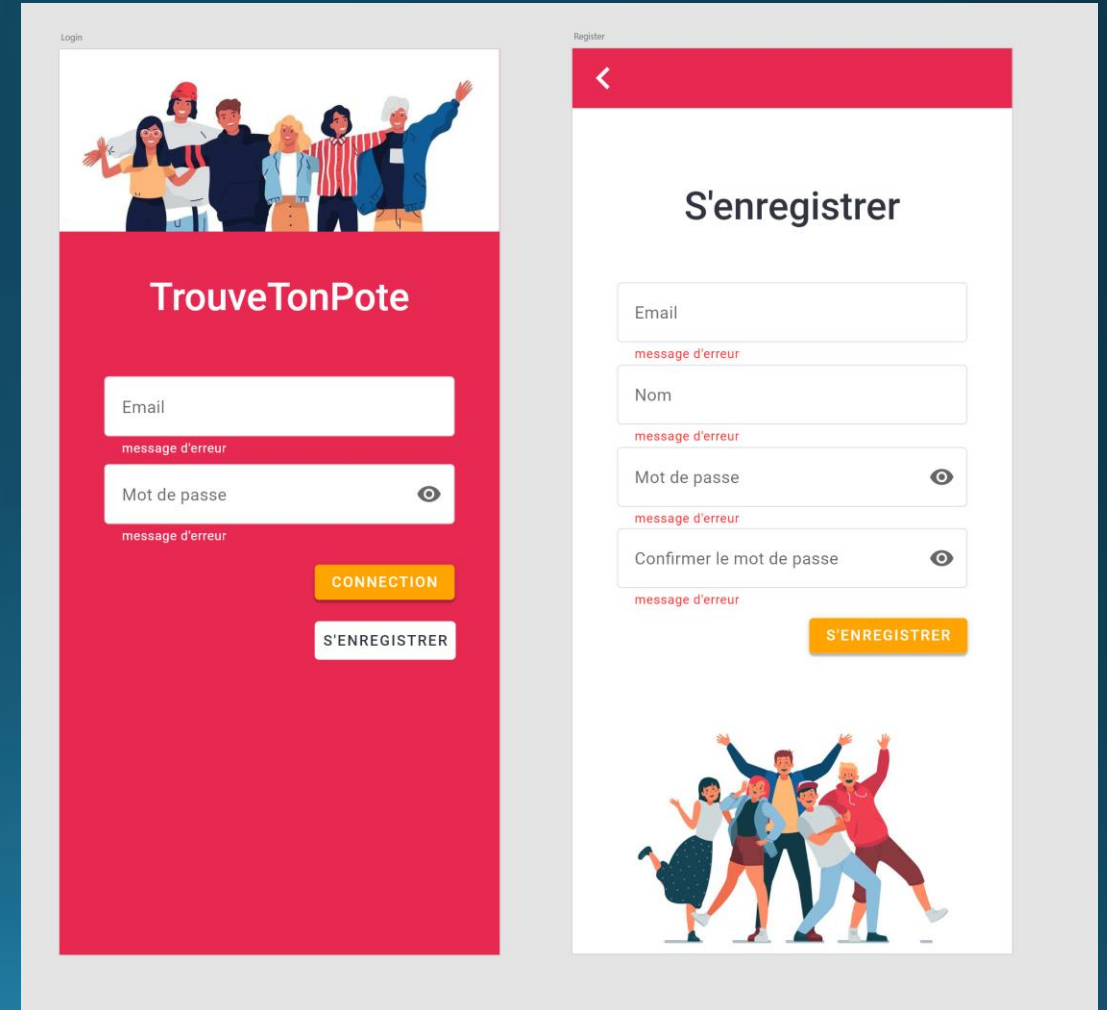 Login
TrouveTonPote
Email
message d'erreur
Mot de passe
message d'erreur
CONNECTION
S'ENREGISTRER
Register
S'enregistrer
Email
message d'erreur
Nom
message d'erreur
Mot de passe
message d'erreur
Confirmer le mot de passe
message d'erreur
S'ENREGISTRER